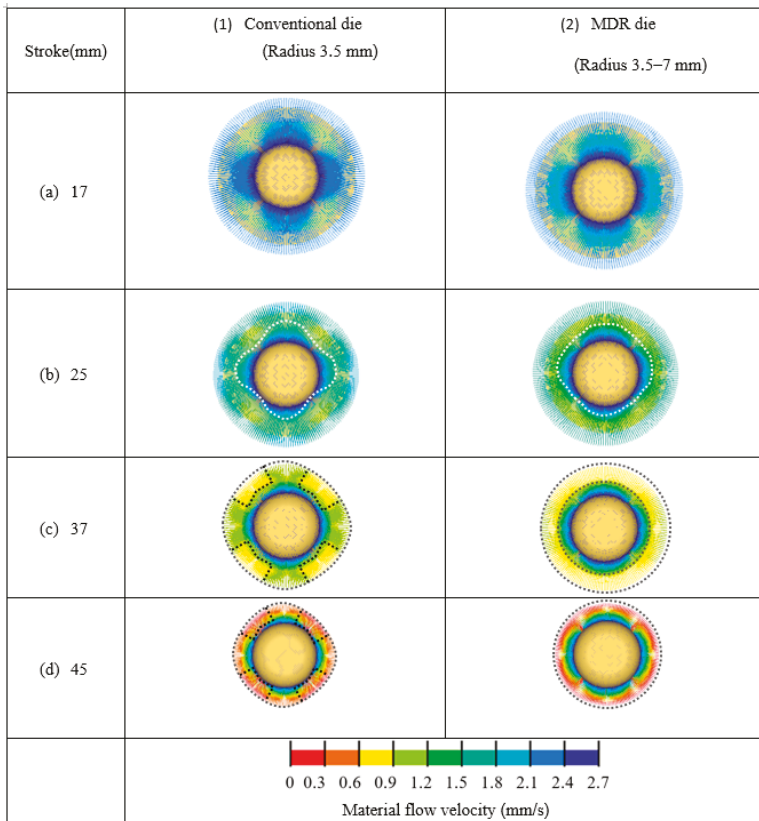 Stroke(mm)
(1) Conventional die
(Radius 3.5 mm)
(2) MDR die
(Radius 3.5–7 mm)
(a) 17
(b) 25
(c) 37
(d) 45
0 0.3 0.6 0.9 1.2 1.5 1.8 2.1 2.4 2.7
Material flow velocity (mm/s)